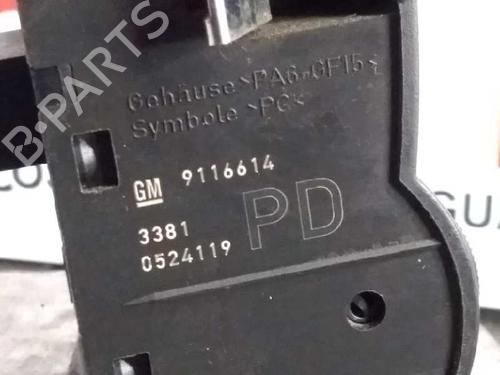 Gehäuse >PA6-GF15<
Symbole >PC<
GM 9116614
PD
3381
0524119
B-PARTS